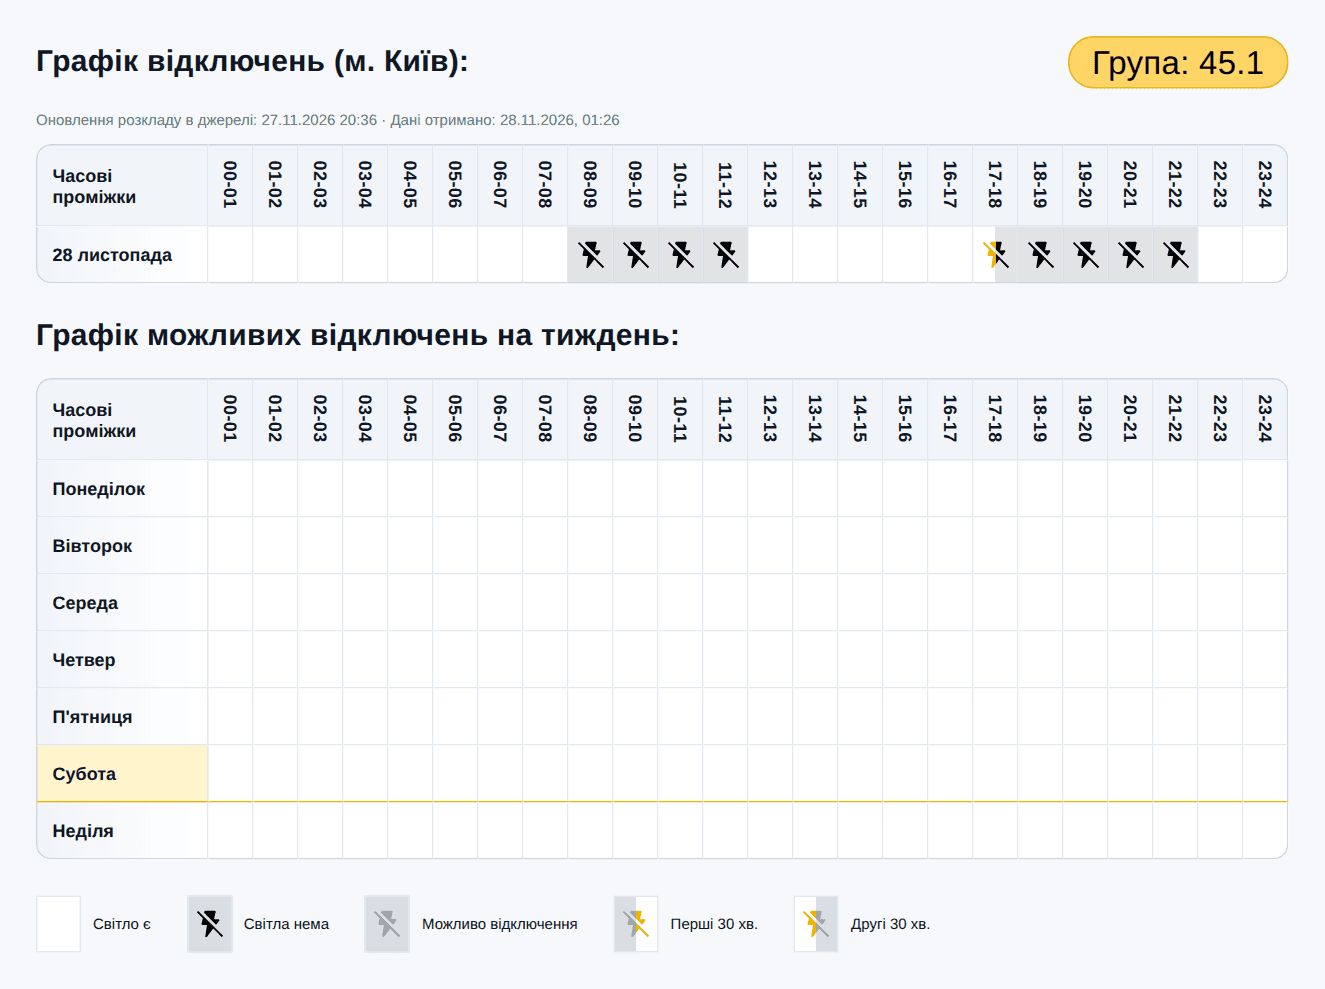 Графік відключень (м. Київ):
Група: 45.1
Оновлення розкладу в джерелі: 27.11.2026 20:36 · Дані отримано: 28.11.2026, 01:26
Часові
проміжки
00-01 01-02 02-03 03-04 04-05 05-06 06-07 07-08 08-09 09-10 10-11 11-12 12-13 13-14 14-15 15-16 16-17 17-18 18-19 19-20 20-21 21-22 22-23 23-24
28 листопада
Графік можливих відключень на тиждень:
Часові
проміжки
00-01 01-02 02-03 03-04 04-05 05-06 06-07 07-08 08-09 09-10 10-11 11-12 12-13 13-14 14-15 15-16 16-17 17-18 18-19 19-20 20-21 21-22 22-23 23-24
Понеділок
Вівторок
Середа
Четвер
П'ятниця
Субота
Неділя
Світло є
Світла нема
Можливо відключення
Перші 30 хв.
Другі 30 хв.